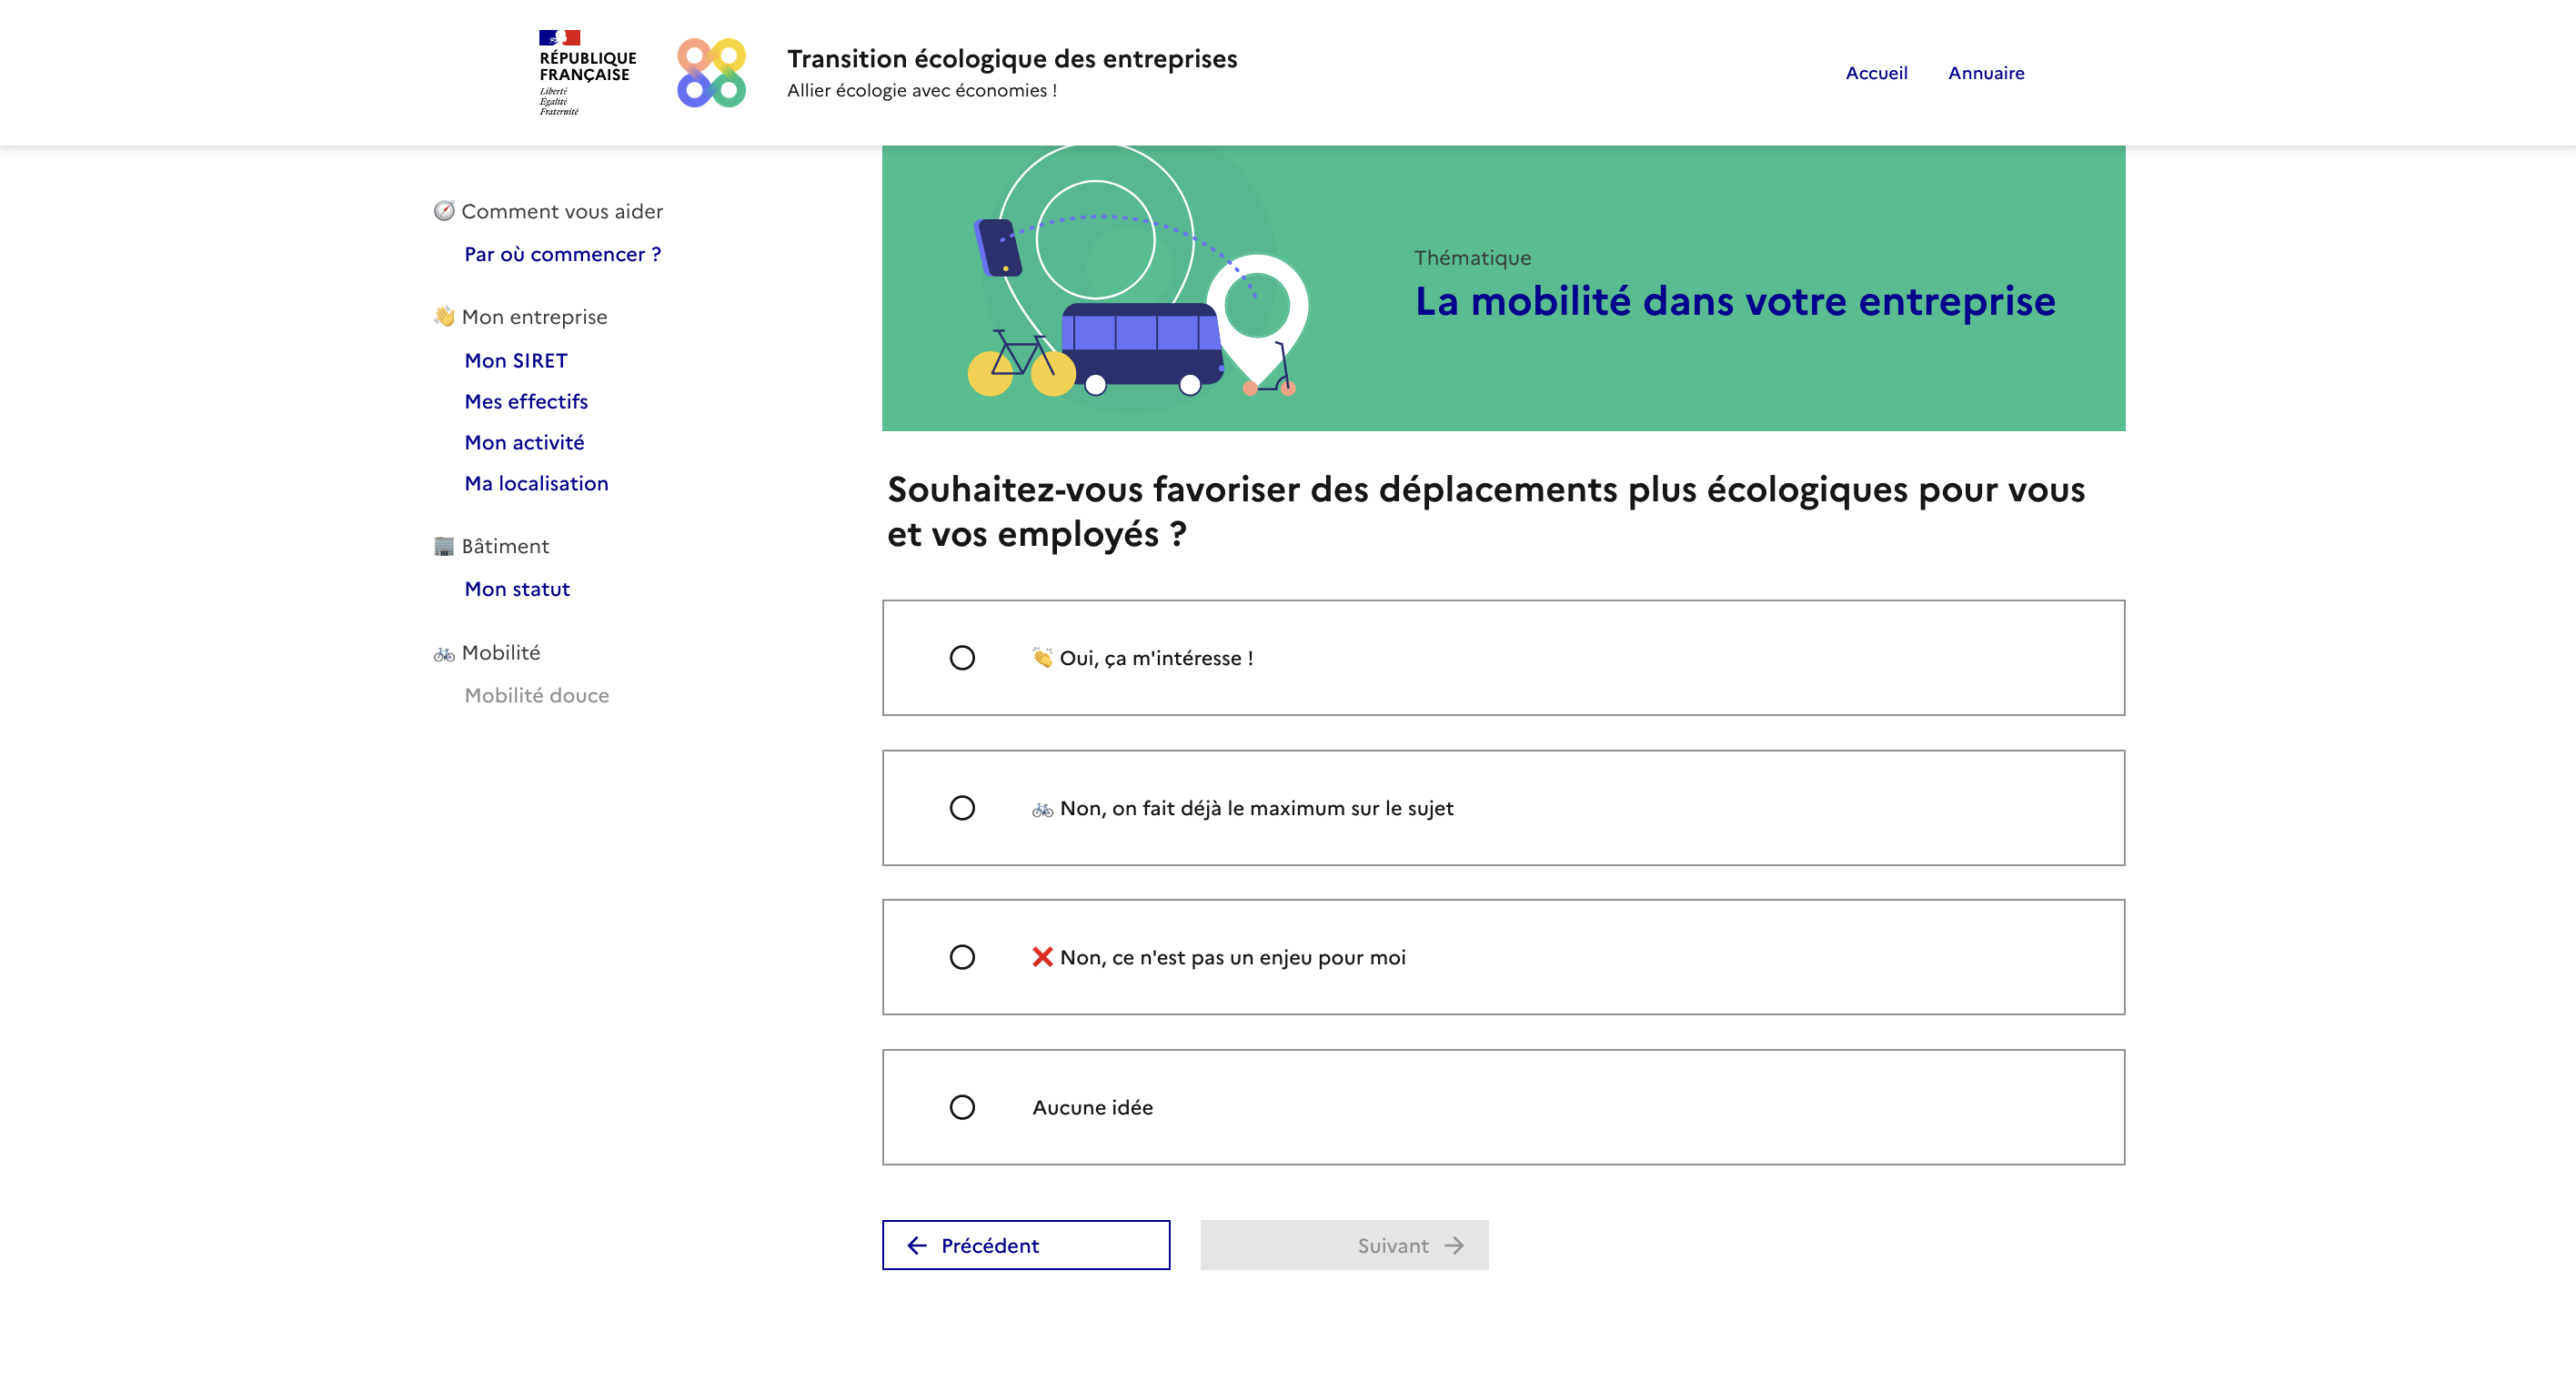 RÉPUBLIQUE
FRANÇAISE
Liberté
Égalité
Fraternité
Transition écologique des entreprises
Allier écologie avec économies !
Accueil
Annuaire
Comment vous aider
Par où commencer ?
Mon entreprise
Mon SIRET
Mes effectifs
Mon activité
Ma localisation
Bâtiment
Mon statut
Mobilité
Mobilité douce
Thématique
La mobilité dans votre entreprise
Souhaitez-vous favoriser des déplacements plus écologiques pour vous
et vos employés ?
Oui, ça m'intéresse !
Non, on fait déjà le maximum sur le sujet
Non, ce n'est pas un enjeu pour moi
Aucune idée
Précédent
Suivant